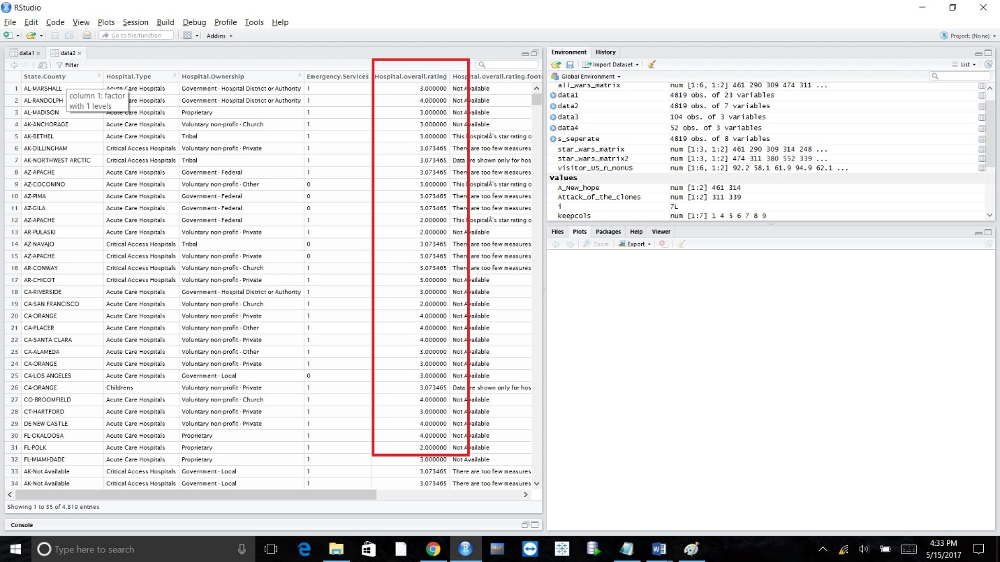 RStudio
File Edit Code View Plots Session Build Debug Profile Tools Help
Go to file/function Addins Project: (None)
data1 data2
Filter
State.County Hospital.Type Hospital.Ownership Emergency.Services Hospital.overall.rating Hospital.overall.rating.footn
1 AL-MARSHALL Acute Care Hospitals Government - Hospital District or Authority 1 3.000000 Not Available
column 1: factor
with 1 levels
2 AL-RANDOLPH Acute Care Hospitals Government - Hospital District or Authority 1 4.000000 Not Available
3 AL-MADISON Acute Care Hospitals Proprietary 1 3.000000 Not Available
4 AK-ANCHORAGE Acute Care Hospitals Voluntary non-profit - Church 1 3.000000 Not Available
5 AK-BETHEL Acute Care Hospitals Tribal 1 3.000000 This hospitalÂ's star rating o
6 AK-DILLINGHAM Critical Access Hospitals Voluntary non-profit - Private 1 3.073465 There are too few measures
7 AK-NORTHWEST ARCTIC Critical Access Hospitals Tribal 1 3.073465 Data are shown only for hos
8 AZ-APACHE Acute Care Hospitals Government - Federal 1 3.073465 There are too few measures
9 AZ-COCONINO Acute Care Hospitals Voluntary non-profit - Other 0 3.000000 This hospitalÂ's star rating o
10 AZ-PIMA Acute Care Hospitals Government - Federal 0 3.073465 There are too few measures
11 AZ-GILA Acute Care Hospitals Government - Federal 0 3.073465 There are too few measures
12 AZ-APACHE Acute Care Hospitals Government - Federal 0 2.000000 This hospitalÂ's star rating o
13 AR-PULASKI Acute Care Hospitals Voluntary non-profit - Private 1 2.000000 Not Available
14 AZ-NAVAJO Critical Access Hospitals Tribal 0 3.073465 There are too few measures
15 AZ-APACHE Critical Access Hospitals Voluntary non-profit - Private 0 3.073465 There are too few measures
16 AR-CONWAY Critical Access Hospitals Voluntary non-profit - Church 1 3.073465 There are too few measures
17 AR-CHICOT Critical Access Hospitals Voluntary non-profit - Private 1 3.000000 Not Available
18 CA-RIVERSIDE Acute Care Hospitals Government - Hospital District or Authority 1 3.000000 Not Available
19 CA-SAN FRANCISCO Acute Care Hospitals Voluntary non-profit - Church 1 2.000000 Not Available
20 CA-ORANGE Acute Care Hospitals Voluntary non-profit - Private 1 4.000000 Not Available
21 CA-PLACER Acute Care Hospitals Voluntary non-profit - Other 1 4.000000 Not Available
22 CA-SANTA CLARA Acute Care Hospitals Voluntary non-profit - Private 1 4.000000 Not Available
23 CA-ALAMEDA Acute Care Hospitals Voluntary non-profit - Other 1 3.000000 Not Available
24 CA-ORANGE Acute Care Hospitals Voluntary non-profit - Private 1 3.000000 Not Available
25 CA-LOS ANGELES Acute Care Hospitals Government - Local 0 3.000000 Not Available
26 CA-ORANGE Childrens Voluntary non-profit - Private 1 3.073465 Data are shown only for hos
27 CO-BROOMFIELD Acute Care Hospitals Voluntary non-profit - Church 1 4.000000 Not Available
28 CT-HARTFORD Acute Care Hospitals Voluntary non-profit - Private 1 3.000000 Not Available
29 DE-NEW CASTLE Acute Care Hospitals Voluntary non-profit - Private 1 4.000000 Not Available
30 FL-OKALOOSA Acute Care Hospitals Proprietary 1 4.000000 Not Available
31 FL-POLK Acute Care Hospitals Proprietary 1 2.000000 Not Available
32 FL-MIAMI-DADE Acute Care Hospitals Proprietary 1 3.000000 Not Available
33 AK-Not Available Critical Access Hospitals Government - Local 1 3.073465 There are too few measures
34 AK-Not Available Critical Access Hospitals Government - Local 1 3.073465 There are too few measures
Showing 1 to 35 of 4,819 entries
Console
Environment History
Import Dataset List
Global Environment
all_wars_matrix num [1:6, 1:2] 461 290 309 474 311 ...
data1 4819 obs. of 23 variables
data2 4819 obs. of 7 variables
data3 104 obs. of 3 variables
data4 52 obs. of 3 variables
s_seperate 4819 obs. of 8 variables
star_wars_matrix num [1:3, 1:2] 461 290 309 314 248 ...
star_wars_matrix2 num [1:3, 1:2] 474 311 380 552 339 ...
visitor_US_n_nonUS num [1:6, 1:2] 92.2 58.1 61.9 94.9 62.1 ...
values
A_New_hope num [1:2] 461 314
Attack_of_the_clones num [1:2] 311 339
i 7L
keepcols num [1:7] 1 4 5 6 7 8 9
Files Plots Packages Help Viewer
Zoom Export
Type here to search
4:33 PM
5/15/2017